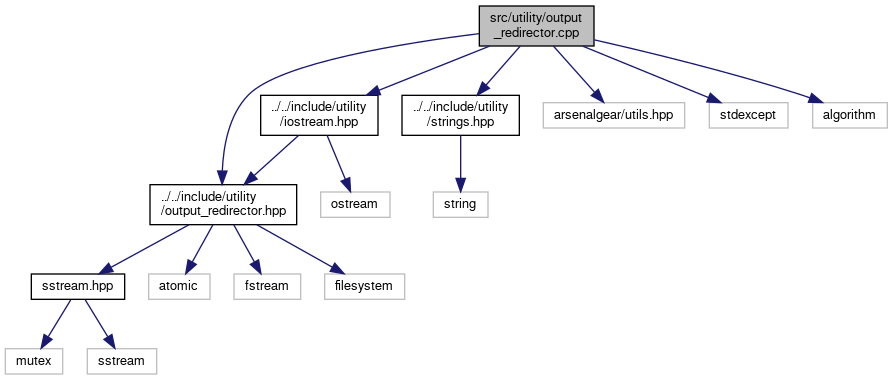 src/utility/output
_redirector.cpp
../../include/utility
/iostream.hpp
../../include/utility
/strings.hpp
arsenalgear/utils.hpp
stdexcept
algorithm
../../include/utility
/output_redirector.hpp
ostream
string
sstream.hpp
atomic
fstream
filesystem
mutex
sstream